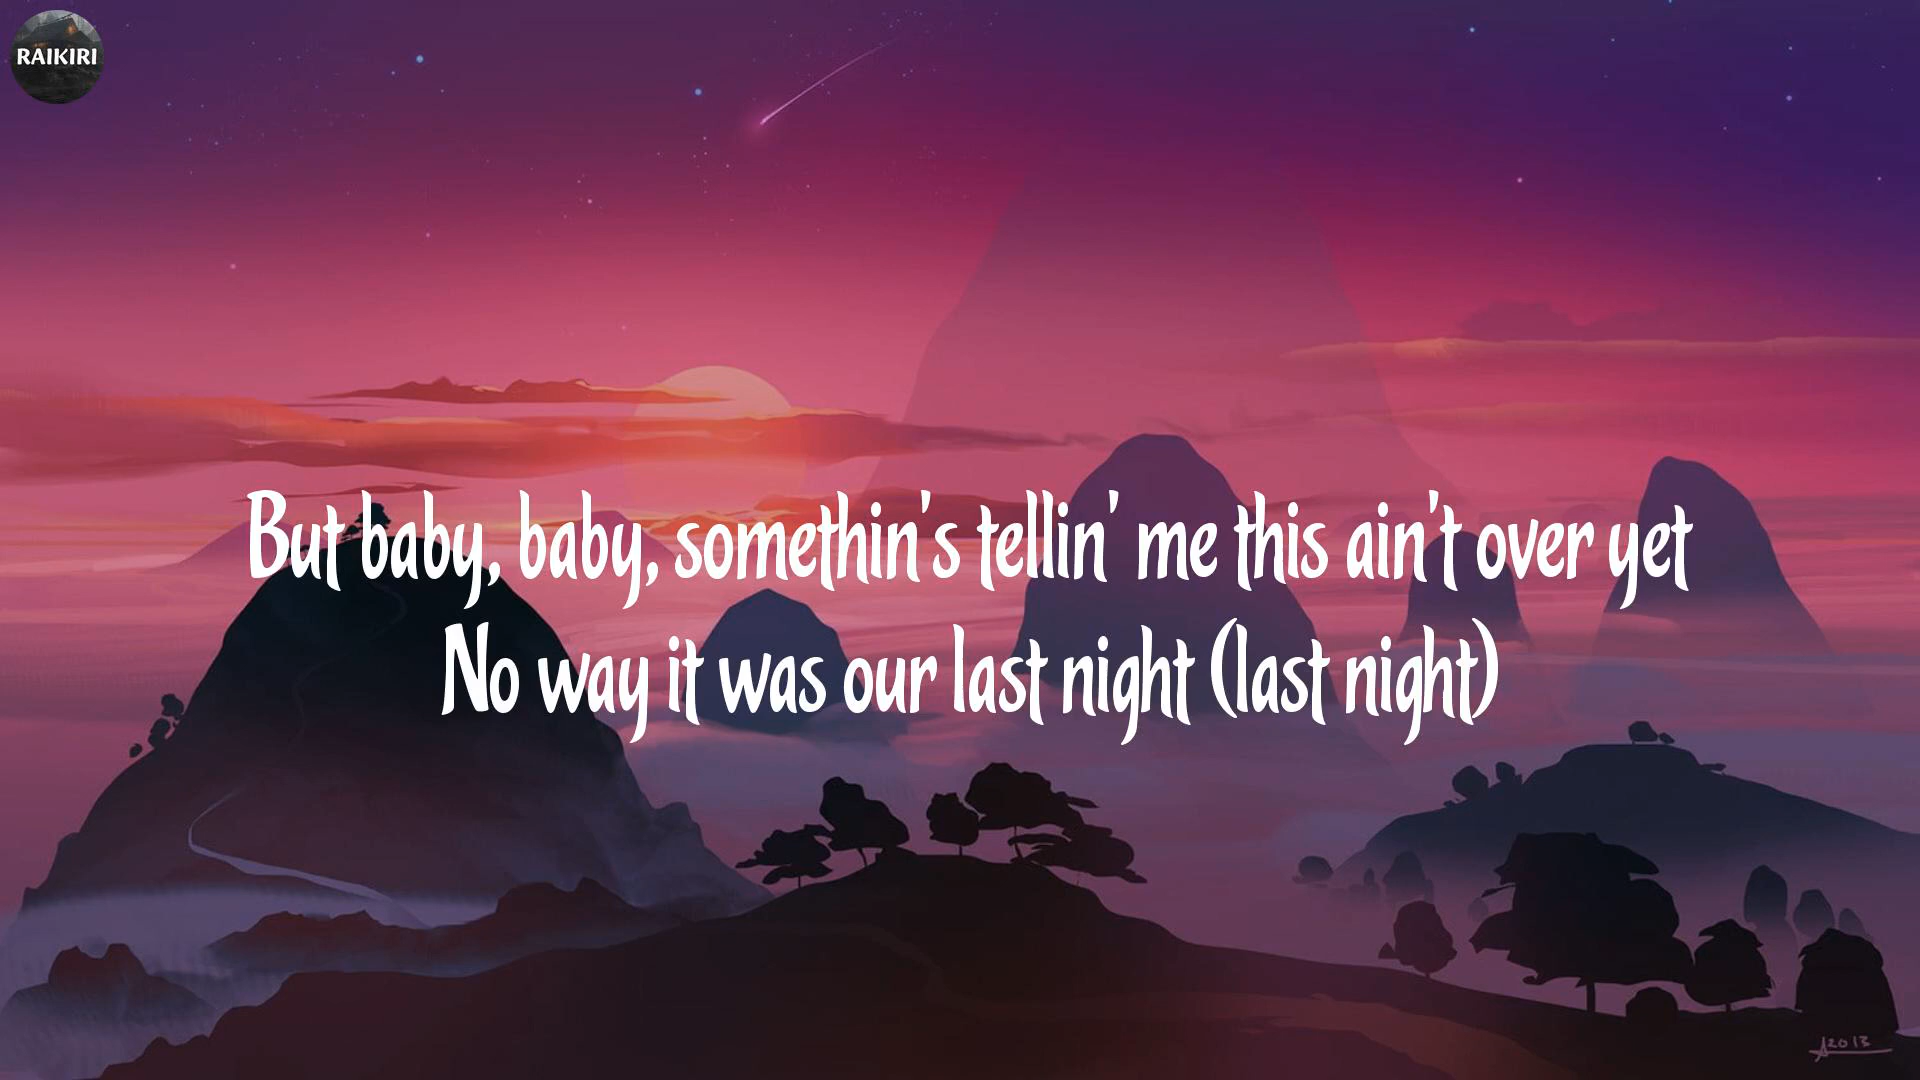 RAIKIRI
But baby, baby, somethin's tellin' me this ain't over yet
No way it was our last night (last night)
2013